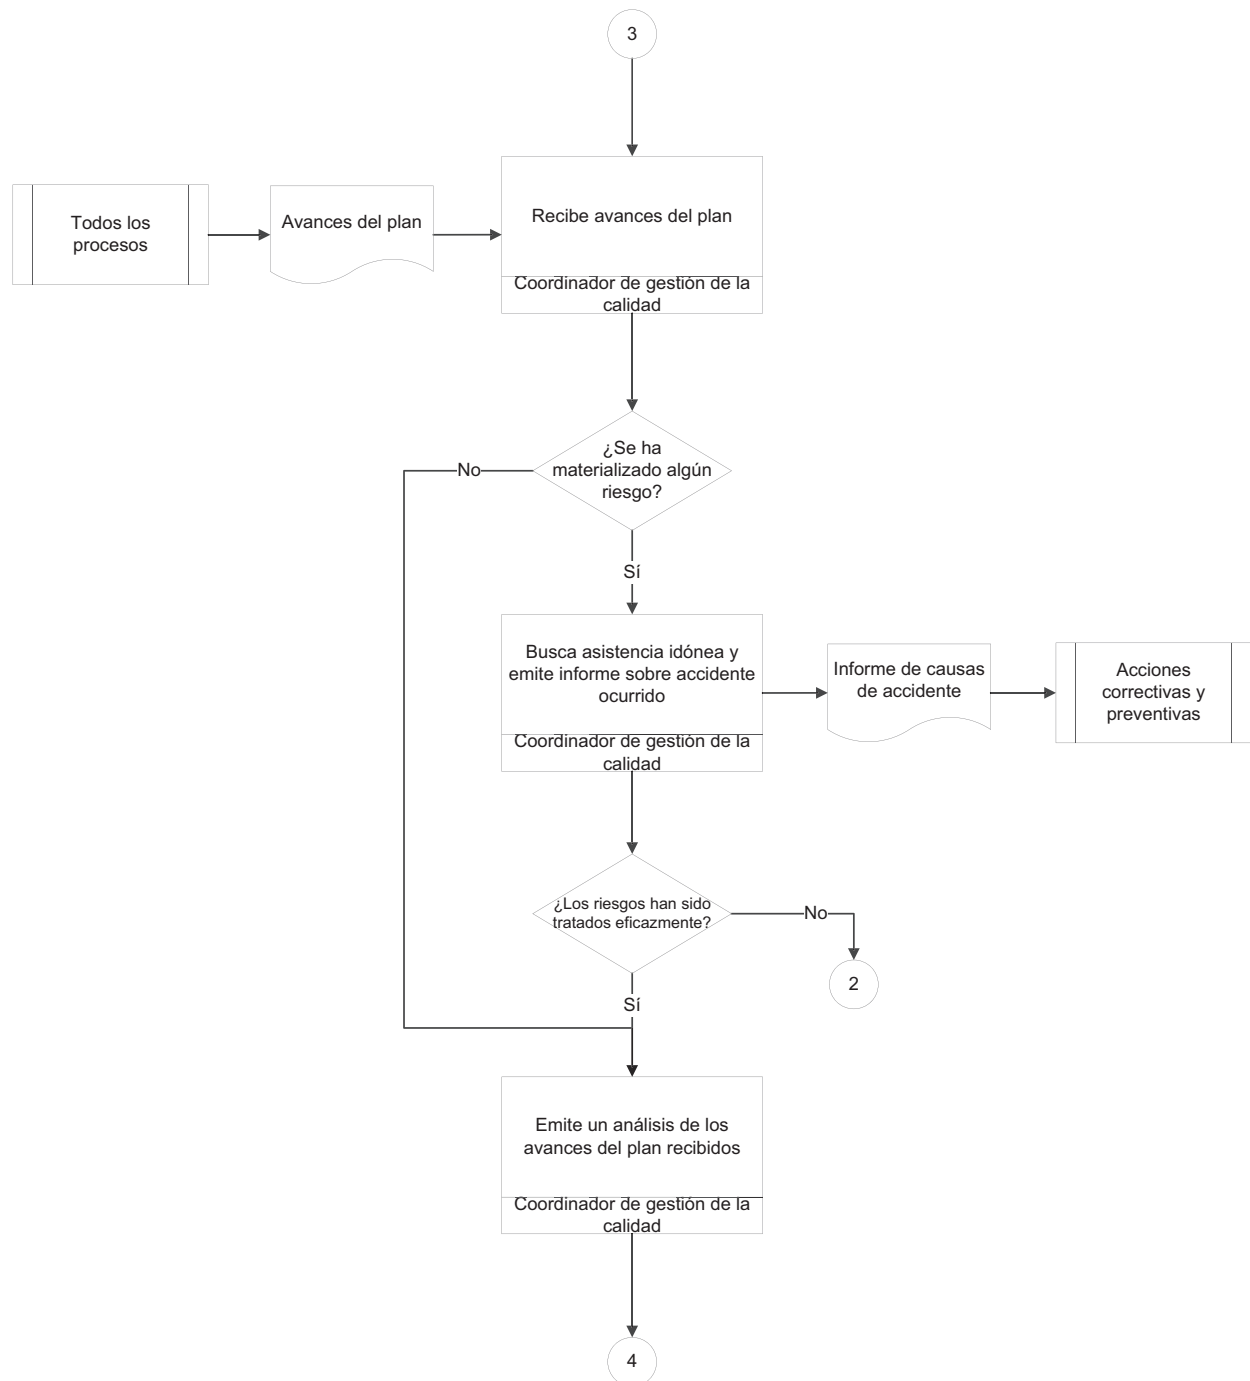 3
Todos los
procesos
Avances del plan
Recibe avances del plan
Coordinador de gestión de la
calidad
¿Se ha
materializado algún
riesgo?
No
Sí
Busca asistencia idónea y
emite informe sobre accidente
ocurrido
Coordinador de gestión de la
calidad
Informe de causas
de accidente
Acciones
correctivas y
preventivas
¿Los riesgos han sido
tratados eficazmente?
No
2
Sí
Emite un análisis de los
avances del plan recibidos
Coordinador de gestión de la
calidad
4